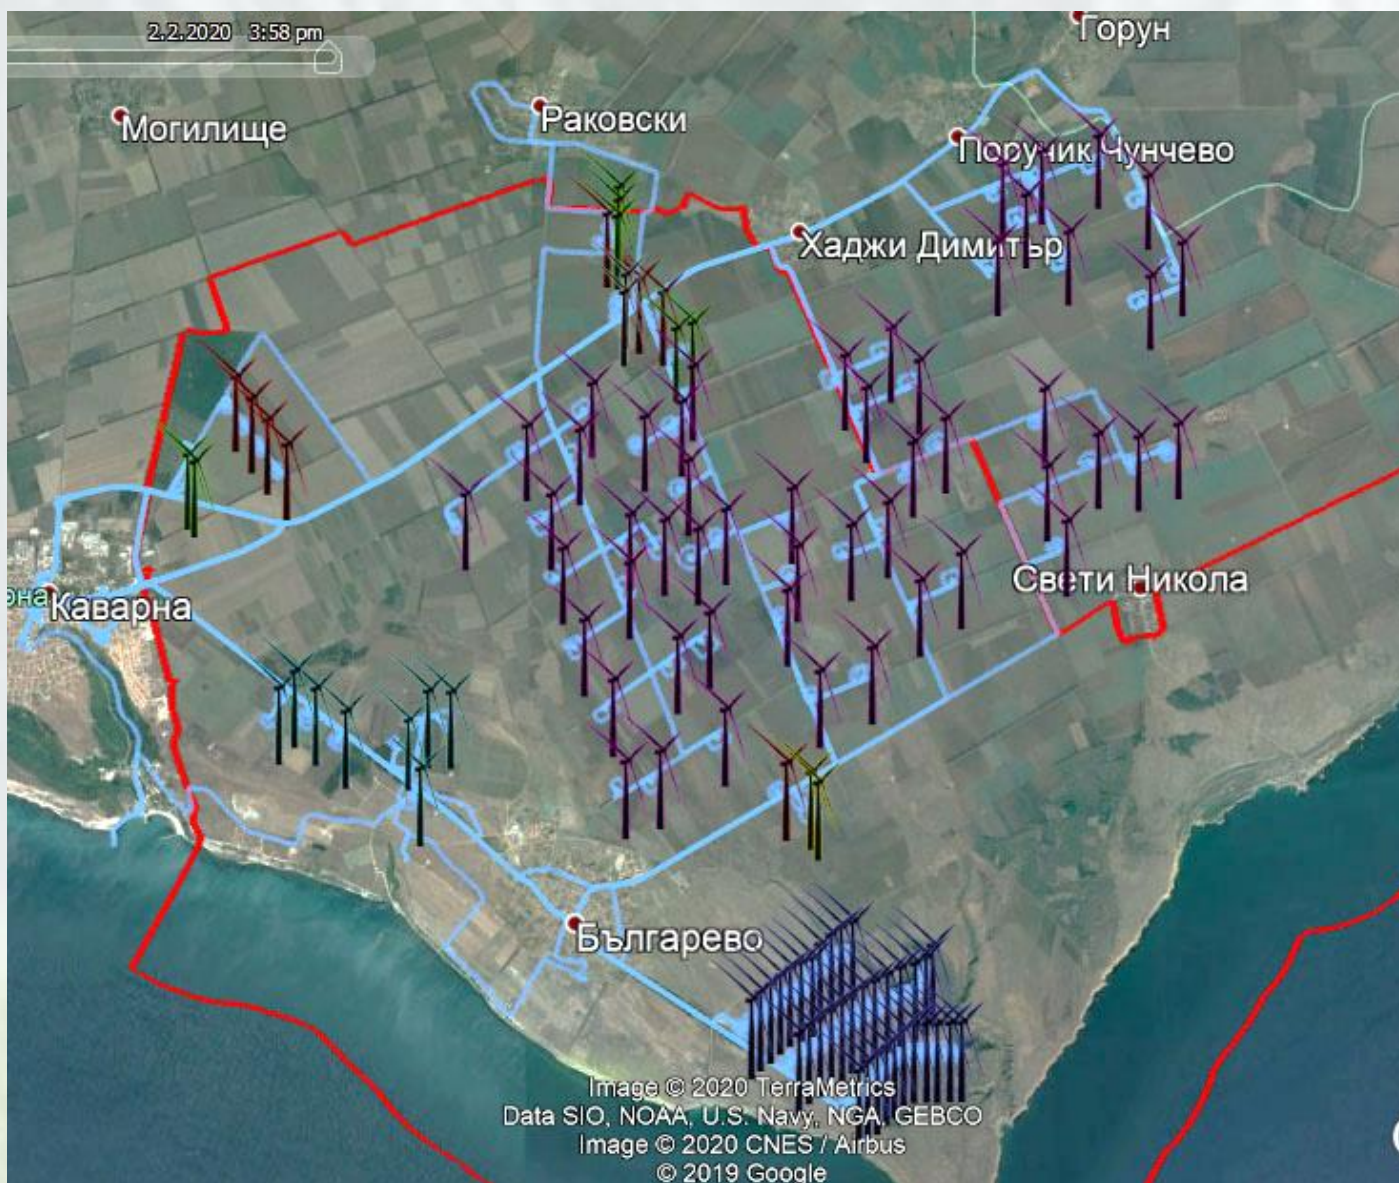 2.2.2020 3:58 pm
Горун
Могилище
Раковски
Поручик Чунчево
Хаджи Димитър
Свети Никола
Каварна
Българево
Image © 2020 TerraMetrics
Data SIO, NOAA, U.S. Navy, NGA, GEBCO
Image © 2020 CNES / Airbus
© 2019 Google